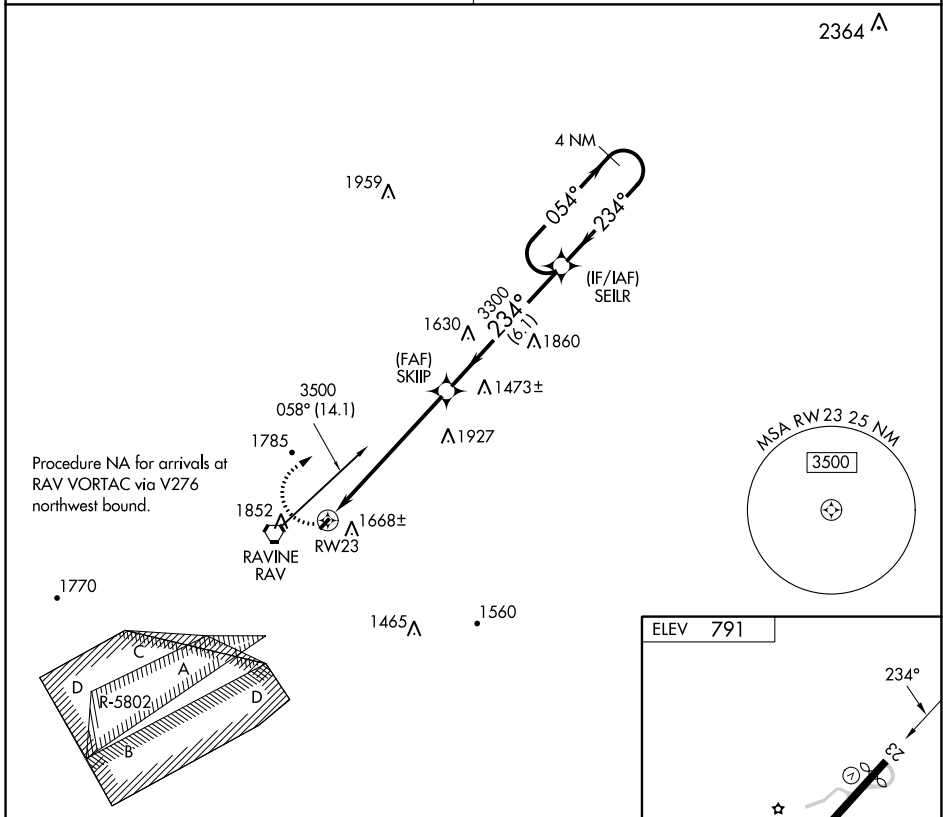 2364
4 NM
1959
054°
234°
(IF/IAF)
SEILR
3300
234°
(6.1)
1630
1860
(FAF)
SKIIP
1473±
3500
058° (14.1)
1927
1785
MSA RW23 25 NM
3500
Procedure NA for arrivals at
RAV VORTAC via V276
northwest bound.
1852
1668±
RW23
RAVINE
RAV
1770
1465
1560
ELEV 791
C
D
A
R-5802
D
B
234°
23
V